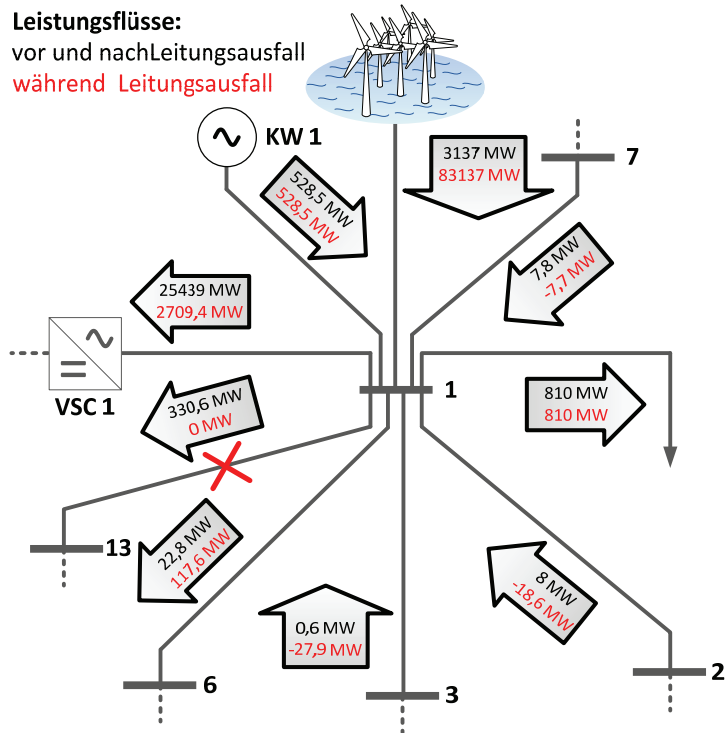 Leistungsflüsse:
vor und nachLeitungsausfall
während Leitungsausfall
KW 1
7
3137 MW
83137 MW
528,5 MW
528,5 MW
7,8 MW
-7,7 MW
25439 MW
2709,4 MW
VSC 1
1
330,6 MW
0 MW
810 MW
810 MW
13
22,8 MW
117,6 MW
8 MW
-18,6 MW
0,6 MW
-27,9 MW
6
3
2